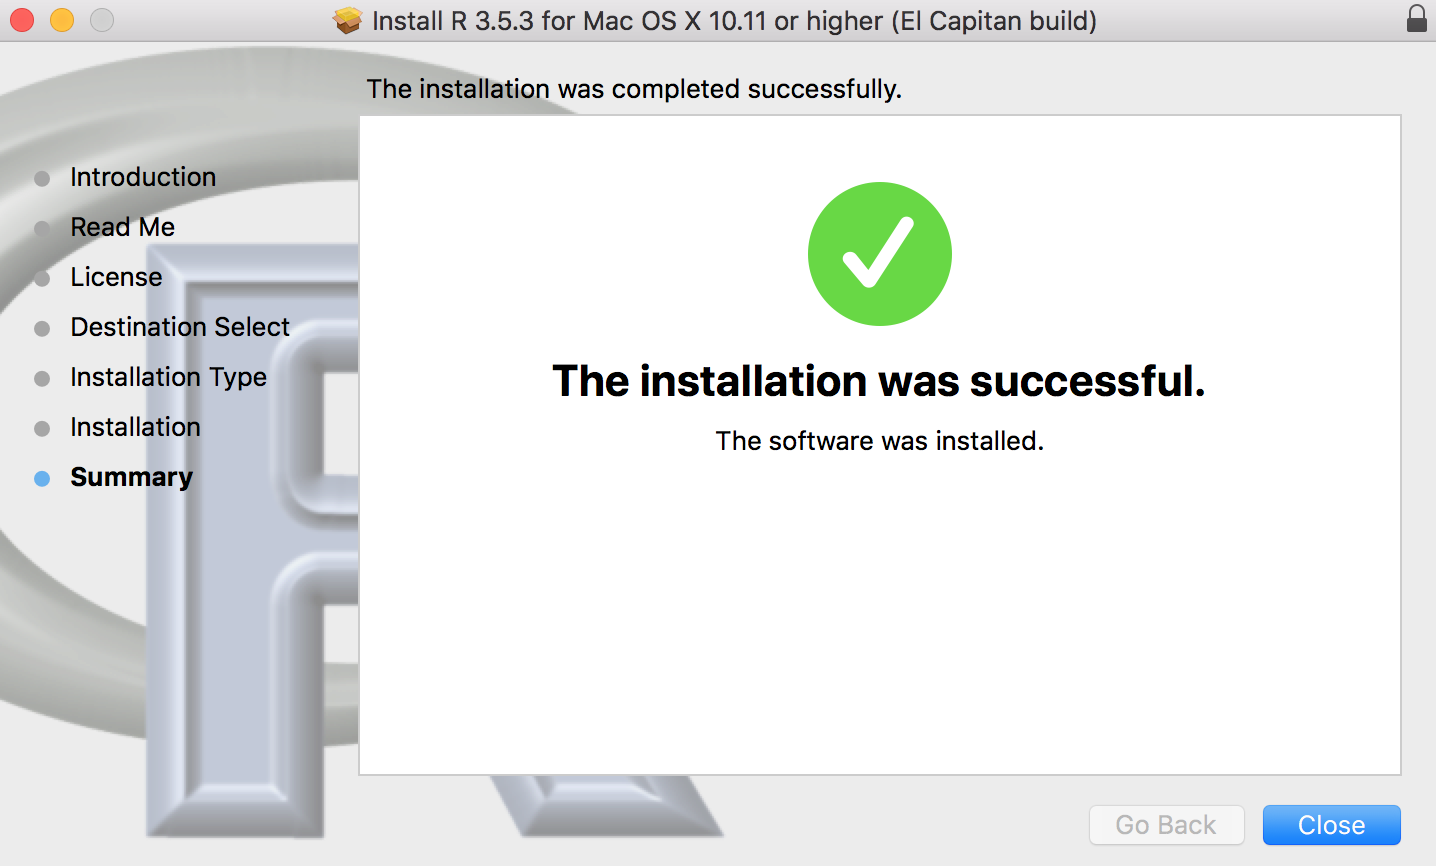 Install R 3.5.3 for Mac OS X 10.11 or higher (El Capitan build)
The installation was completed successfully.
Introduction
Read Me
License
Destination Select
Installation Type
Installation
Summary
The installation was successful.
The software was installed.
Go Back
Close